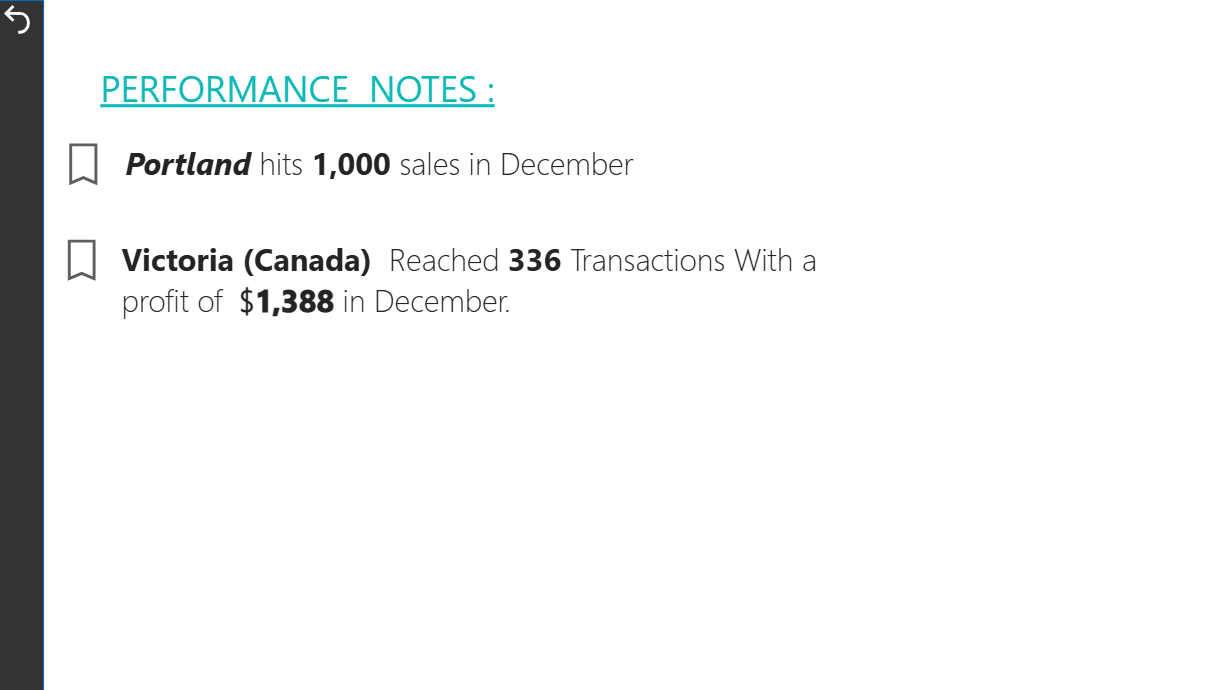 PERFORMANCE  NOTES :
Portland hits 1,000 sales in December
Victoria (Canada)  Reached 336 Transactions With a
profit of  $1,388 in December.